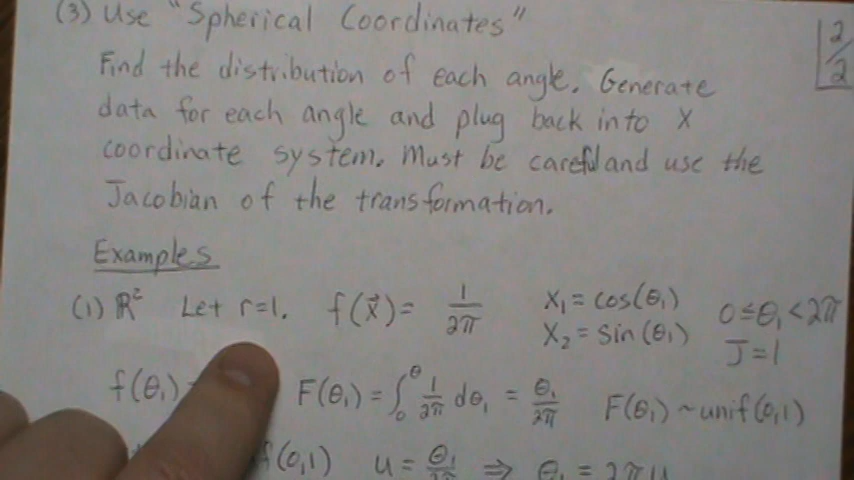 (3) Use "Spherical Coordinates"
2/2
Find the distribution of each angle. Generate
data for each angle and plug back into X
coordinate system. Must be careful and use the
Jacobian of the transformation.
Examples
(1) ℝ² Let r=1. f(x⃗)= 1/2π x₁ = cos(θ₁) 0≤θ₁<2π
x₂ = sin(θ₁) J=1
f(θ₁) F(θ₁) = ∫₀^θ 1/2π dθ₁ = θ₁/2π F(θ₁) ~ unif(0,1)
(0,1) u = θ₁/2π ⇒ θ₁ = 2πu